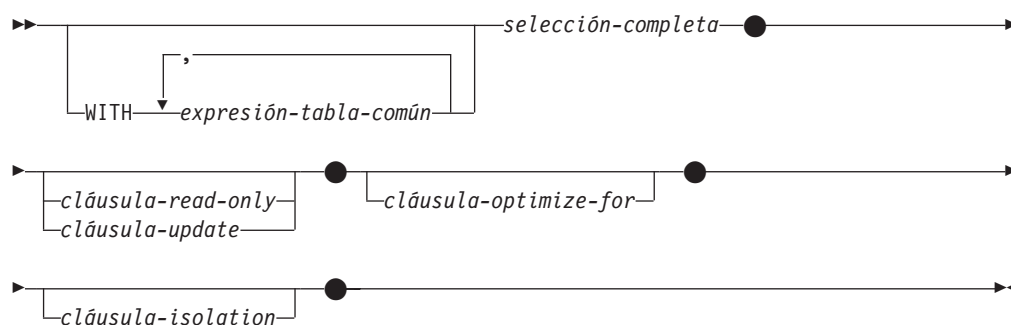 selección-completa
,
WITH expresión-tabla-común
cláusula-read-only
cláusula-optimize-for
cláusula-update
cláusula-isolation